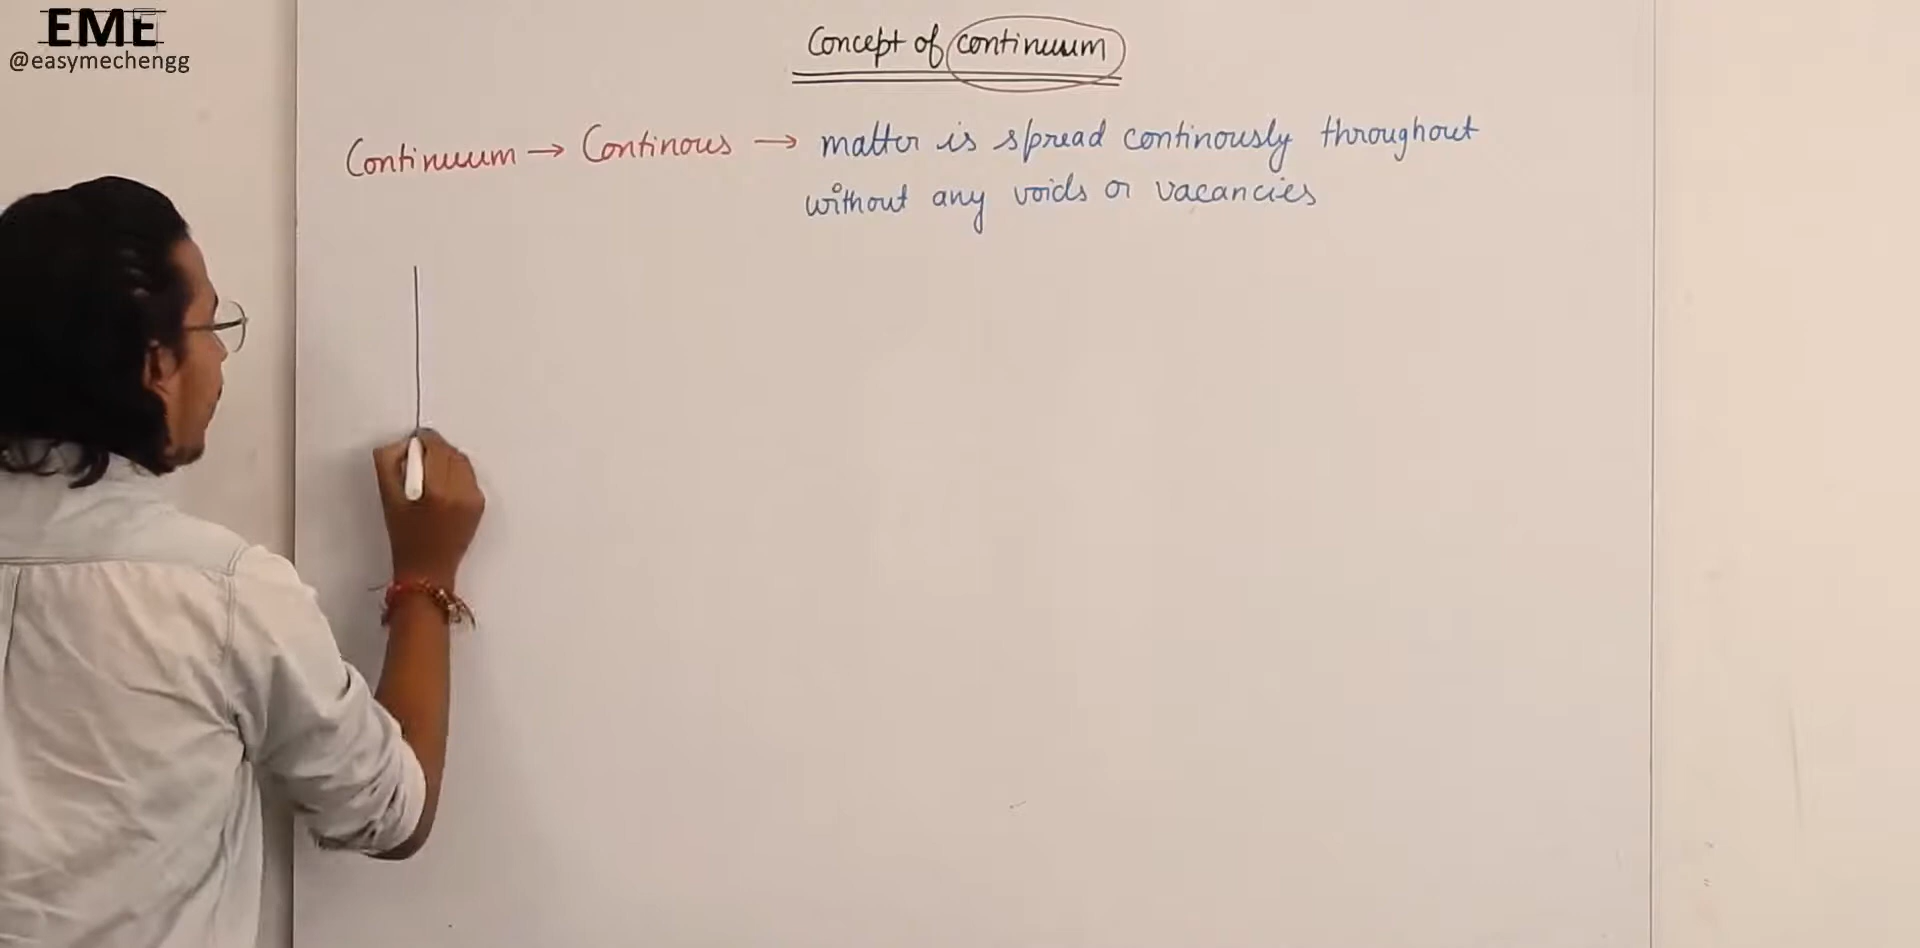 EME
@easymechengg
Concept of continuum
Continuum → Continous → matter is spread continously throughout
without any voids or vacancies